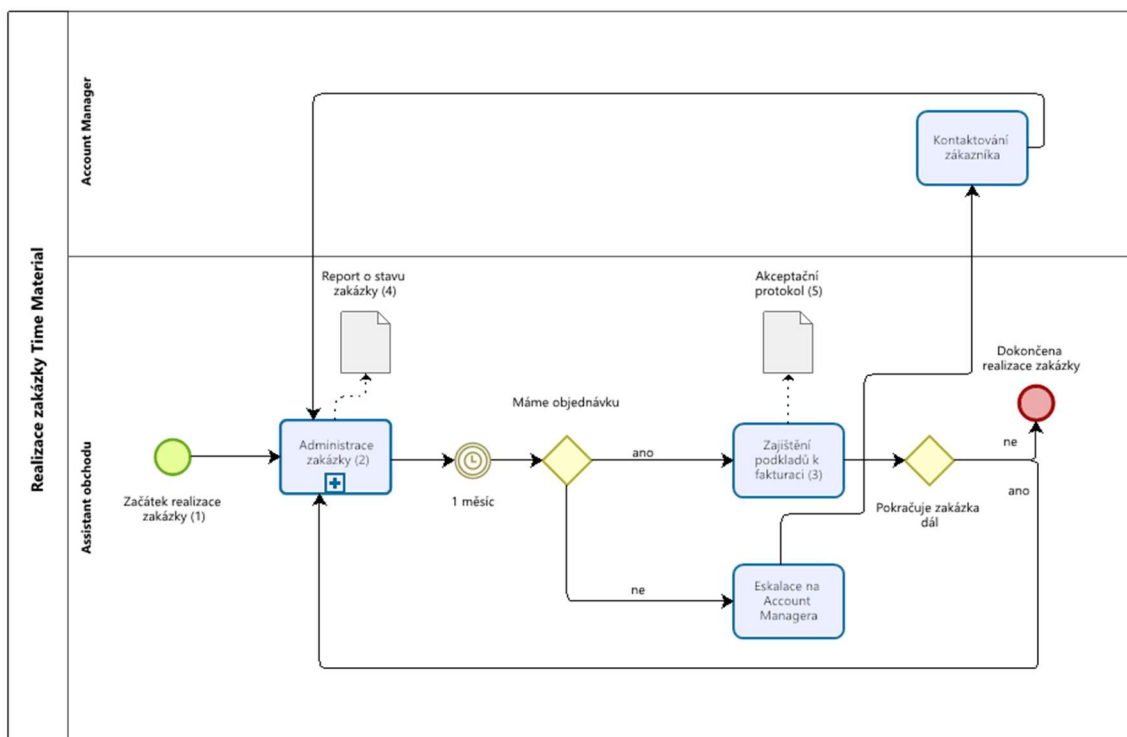 Realizace zakázky Time Material
Account Manager
Kontaktování
zákazníka
Assistant obchodu
Report o stavu
zakázky (4)
Akceptační
protokol (5)
Dokončena
realizace zakázky
Máme objednávku
Začátek realizace
zakázky (1)
Administrace
zakázky (2)
1 měsíc
ano
Zajištění
podkladů k
fakturaci (3)
Pokračuje zakázka
dál
ne
ano
ne
Eskalace na
Account
Managera